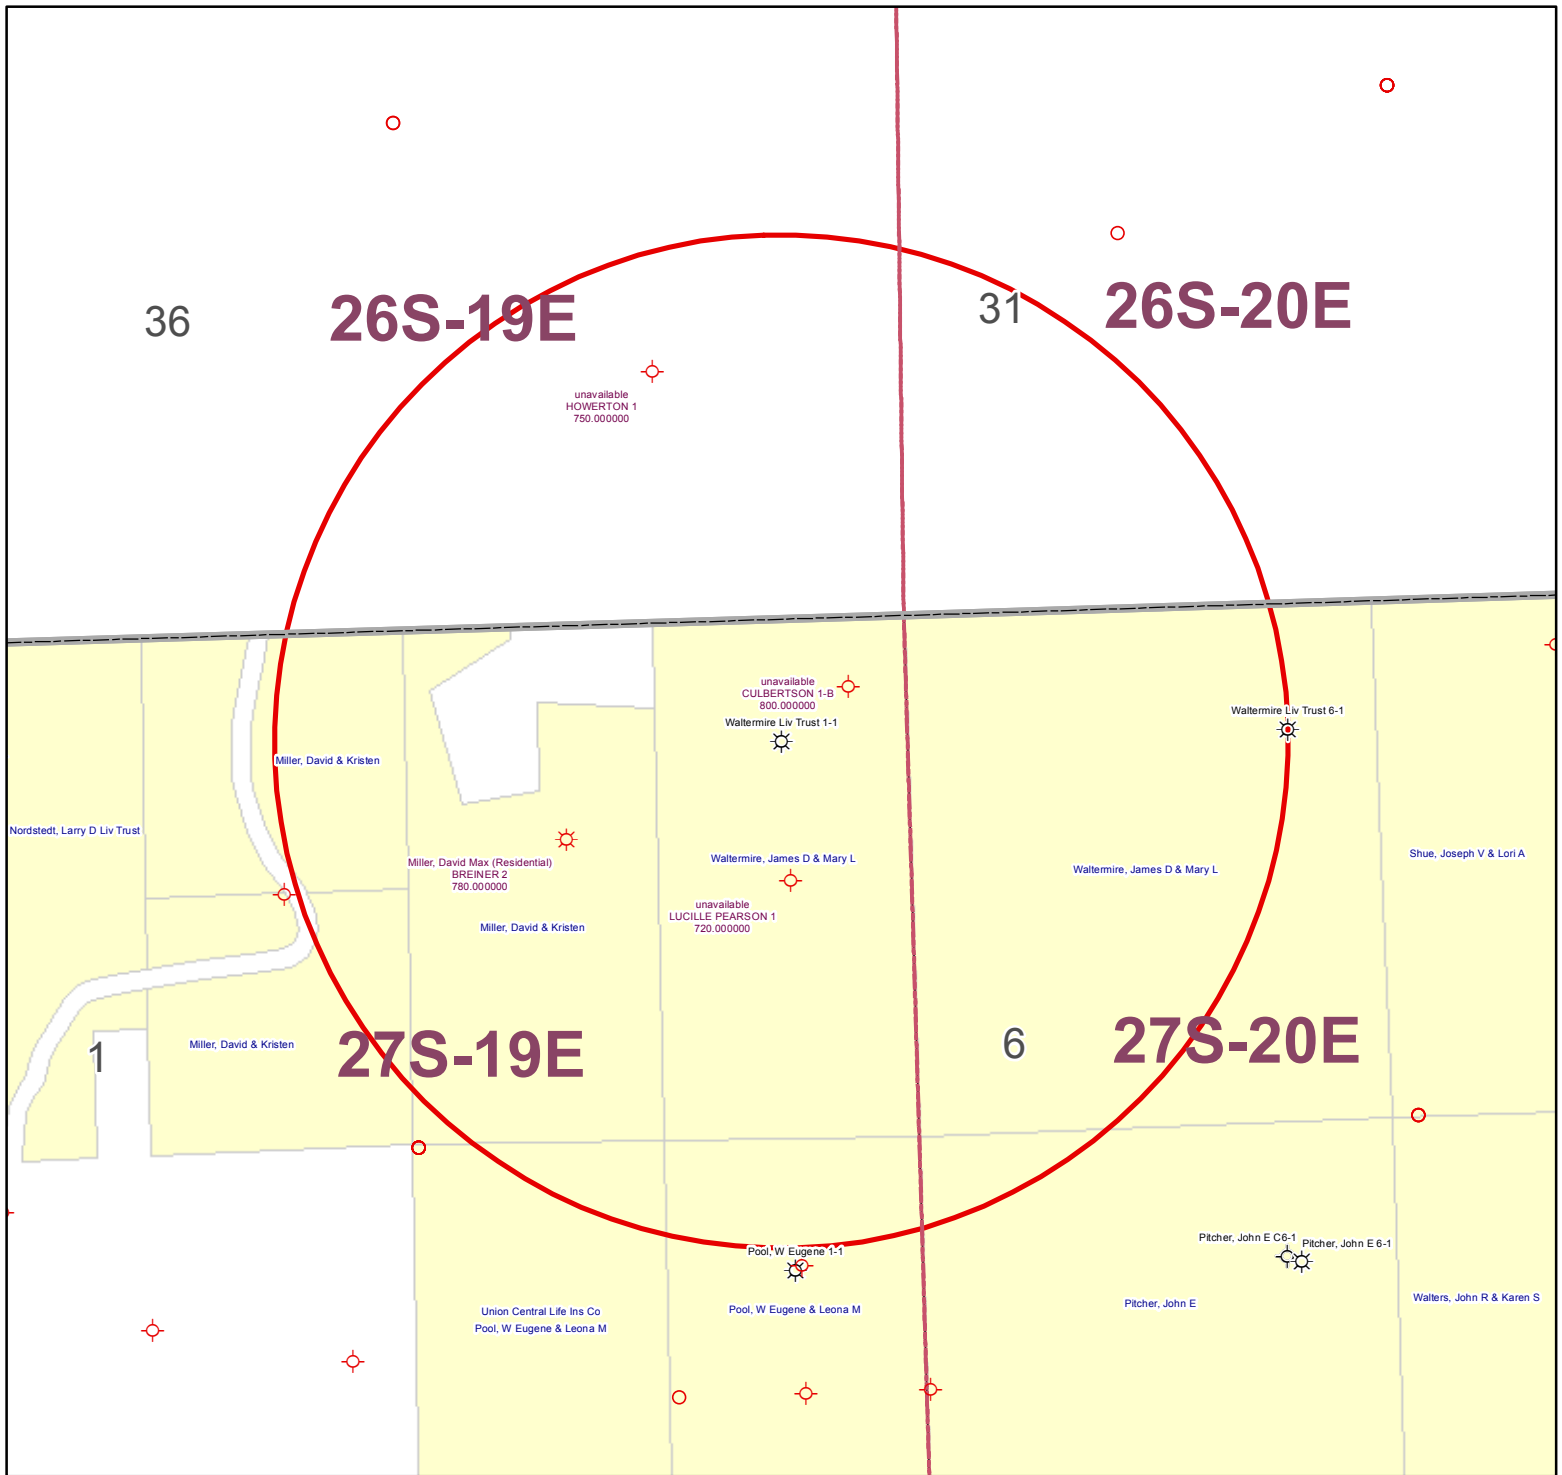 36
26S-19E
31
26S-20E
unavailable
HOWERTON 1
750.000000
unavailable
CULBERTSON 1-B
800.000000
Waltermire Liv Trust 1-1
Waltermire Liv Trust 6-1
Miller, David & Kristen
Nordstedt, Larry D Liv Trust
Miller, David Max (Residential)
BREINER 2
780.000000
Waltermire, James D & Mary L
Waltermire, James D & Mary L
Shue, Joseph V & Lori A
unavailable
LUCILLE PEARSON 1
720.000000
Miller, David & Kristen
Miller, David & Kristen
1
27S-19E
6
27S-20E
Pool, W Eugene 1-1
Pitcher, John E C6-1
Pitcher, John E 6-1
Union Central Life Ins Co
Pool, W Eugene & Leona M
Pool, W Eugene & Leona M
Pitcher, John E
Walters, John R & Karen S